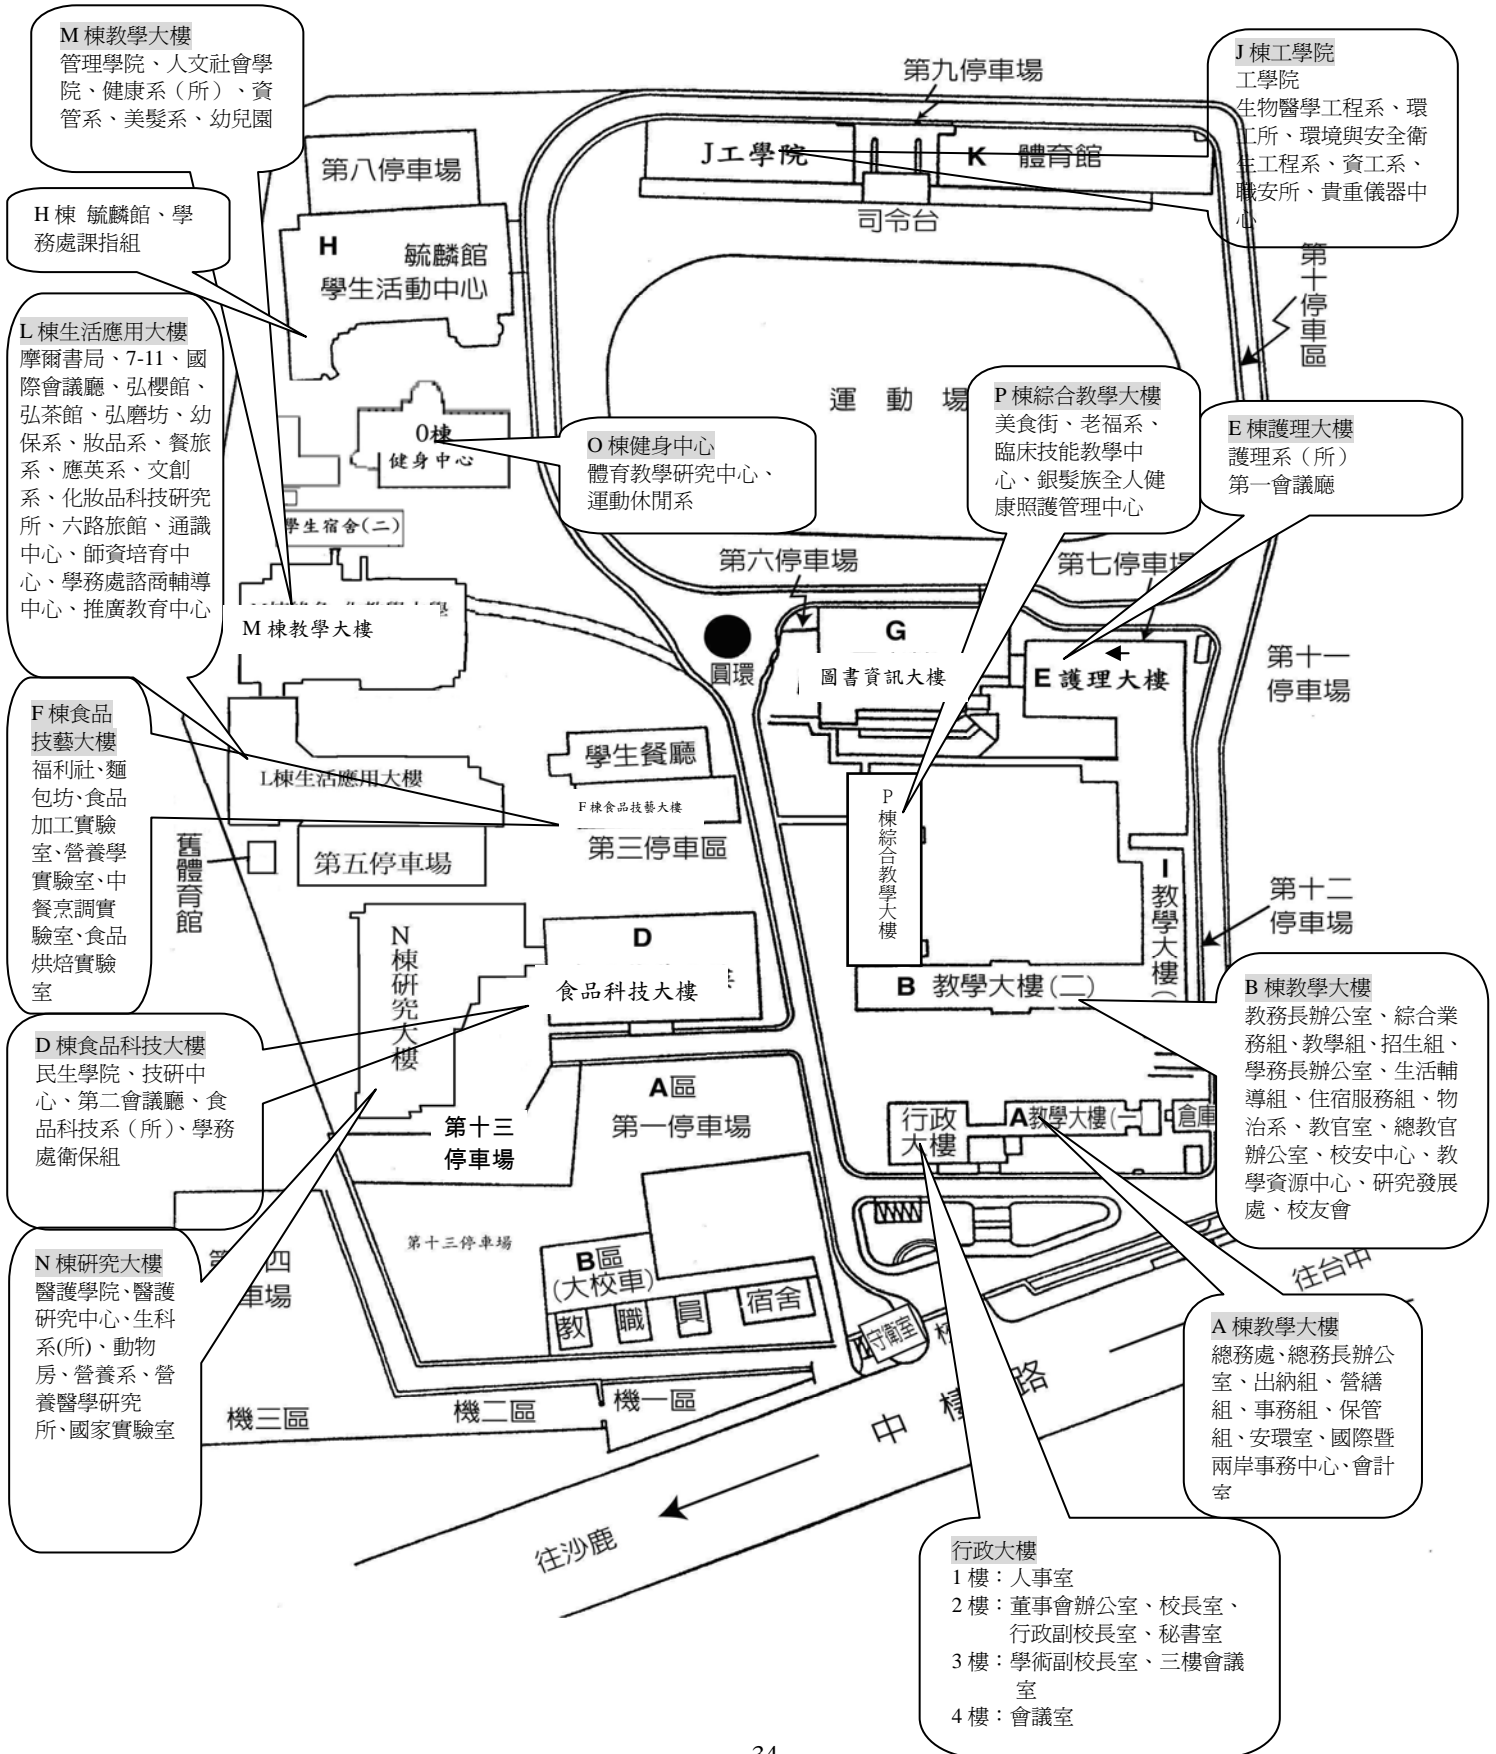 M 棟教學大樓
管理學院、人文社會學
院、健康系（所）、資
管系、美髮系、幼兒園
J 棟工學院
工學院
生物醫學工程系、環
工所、環境與安全衛
生工程系、資工系、
職安所、貴重儀器中
心
第九停車場
J工學院
K 體育館
司令台
第八停車場
H 棟 毓麟館、學
務處課指組
H 毓麟館
學生活動中心
第十停車區
L 棟生活應用大樓
摩爾書局、7-11、國
際會議廳、弘櫻館、
弘茶館、弘磨坊、幼
保系、妝品系、餐旅
系、應英系、文創
系、化妝品科技研究
所、六路旅館、通識
中心、師資培育中
心、學務處諮商輔導
中心、推廣教育中心
運動場
P 棟綜合教學大樓
美食街、老福系、
臨床技能教學中
心、銀髮族全人健
康照護管理中心
E 棟護理大樓
護理系（所）
第一會議廳
O棟
健身中心
O 棟健身中心
體育教學研究中心、
運動休閒系
學生宿舍(二)
第六停車場
第七停車場
M 棟教學大樓
圓環
G
圖書資訊大樓
E 護理大樓
第十一
停車場
F 棟食品
技藝大樓
福利社、麵
包坊、食品
加工實驗
室、營養學
實驗室、中
餐烹調實
驗室、食品
烘焙實驗
室
L棟生活應用大樓
學生餐廳
F 棟食品技藝大樓
第三停車區
P棟綜合教學大樓
舊體育館
第五停車場
I 教學大樓(
第十二
停車場
N棟研究大樓
D
食品科技大樓
B 教學大樓(二)
B 棟教學大樓
教務長辦公室、綜合業
務組、教學組、招生組、
學務長辦公室、生活輔
導組、住宿服務組、物
治系、教官室、總教官
辦公室、校安中心、教
學資源中心、研究發展
處、校友會
D 棟食品科技大樓
民生學院、技研中
心、第二會議廳、食
品科技系（所）、學務
處衛保組
A區
第一停車場
第十三
停車場
行政
大樓
A教學大樓(一
倉庫
N 棟研究大樓
醫護學院、醫護
研究中心、生科
系(所)、動物
房、營養系、營
養醫學研究
所、國家實驗室
四
車場
第十三停車場
B區
(大校車)
教職員宿舍
守衛室
往台中
A 棟教學大樓
總務處、總務長辦公
室、出納組、營繕
組、事務組、保管
組、安環室、國際暨
兩岸事務中心、會計
室
機三區
機二區
機一區
中棲路
往沙鹿
行政大樓
1 樓：人事室
2 樓：董事會辦公室、校長室、
行政副校長室、秘書室
3 樓：學術副校長室、三樓會議
室
4 樓：會議室
34